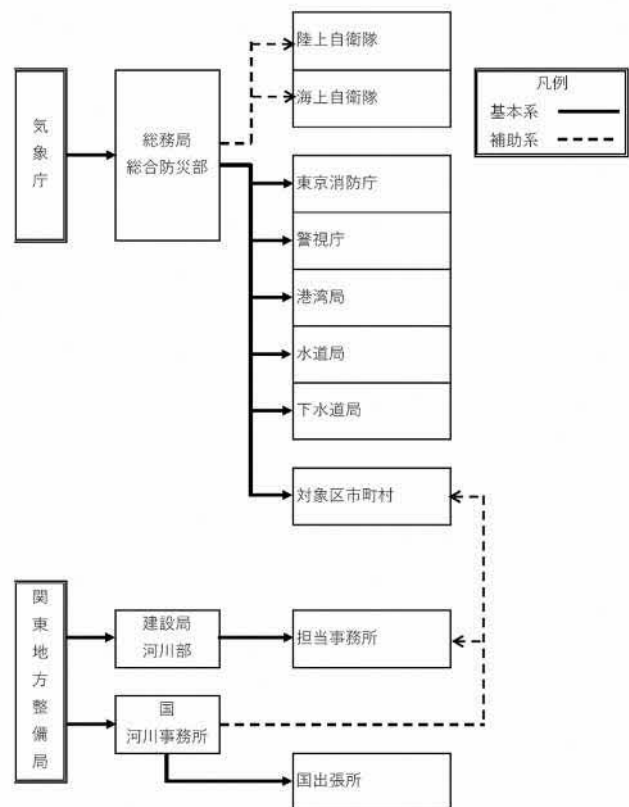 気象庁
総務局
総合防災部
陸上自衛隊
海上自衛隊
凡例
基本系
補助系
東京消防庁
警視庁
港湾局
水道局
下水道局
対象区市町村
関東地方整備局
建設局
河川部
担当事務所
国
河川事務所
国出張所